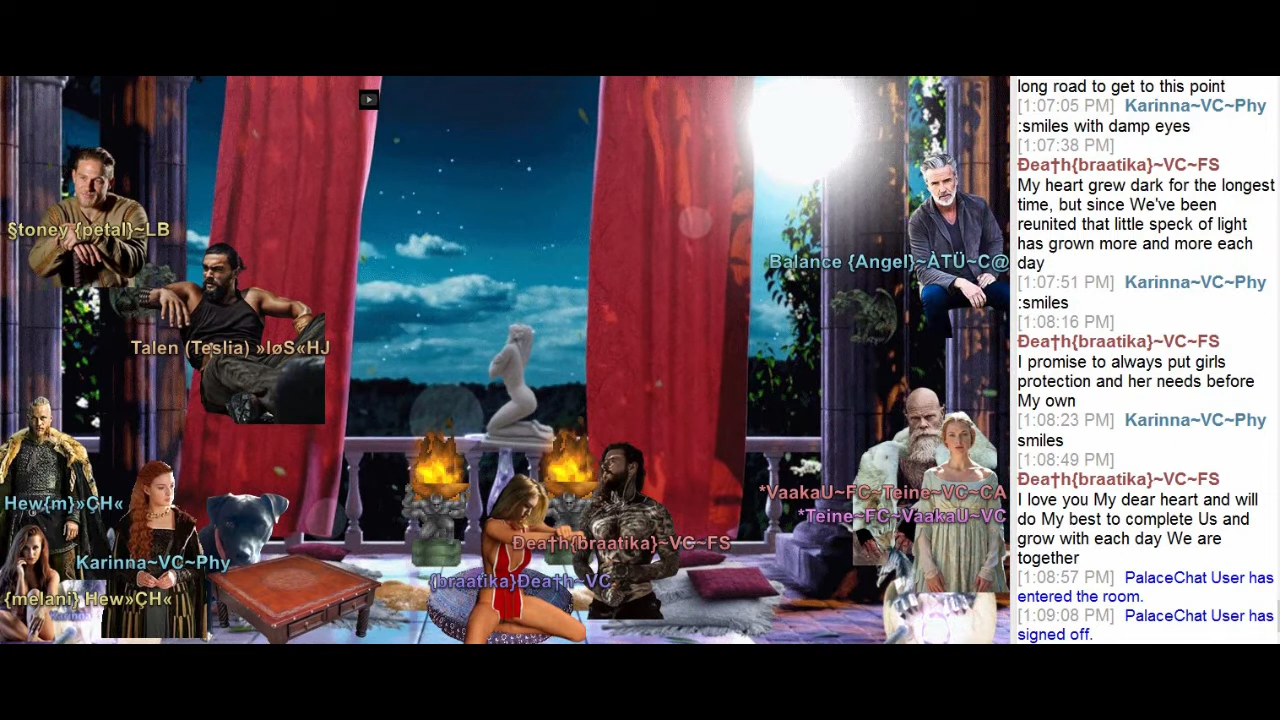 §toney {petal}~LB
Balance {Angel}~ÀTÜ~C@
Talen (Teslia) »løS«HJ
Hew{m}»ÇH«
*VaakaU~FC~Teine~VC~CA
*Teine~FC~VaakaU~VC
Ðea†h{braatika}~VC~FS
Karinna~VC~Phy
{braatika}Ðea†h~VC
{melani} Hew»ÇH«
Karinna
long road to get to this point
[1:07:05 PM] Karinna~VC~Phy
:smiles with damp eyes
[1:07:38 PM]
Ðea†h{braatika}~VC~FS
My heart grew dark for the longest
time, but since We've been
reunited that little speck of light
has grown more and more each
day
[1:07:51 PM] Karinna~VC~Phy
:smiles
[1:08:16 PM]
Ðea†h{braatika}~VC~FS
I promise to always put girls
protection and her needs before
My own
[1:08:23 PM] Karinna~VC~Phy
smiles
[1:08:49 PM]
Ðea†h{braatika}~VC~FS
I love you My dear heart and will
do My best to complete Us and
grow with each day We are
together
[1:08:57 PM] PalaceChat User has
entered the room.
[1:09:08 PM] PalaceChat User has
signed off.